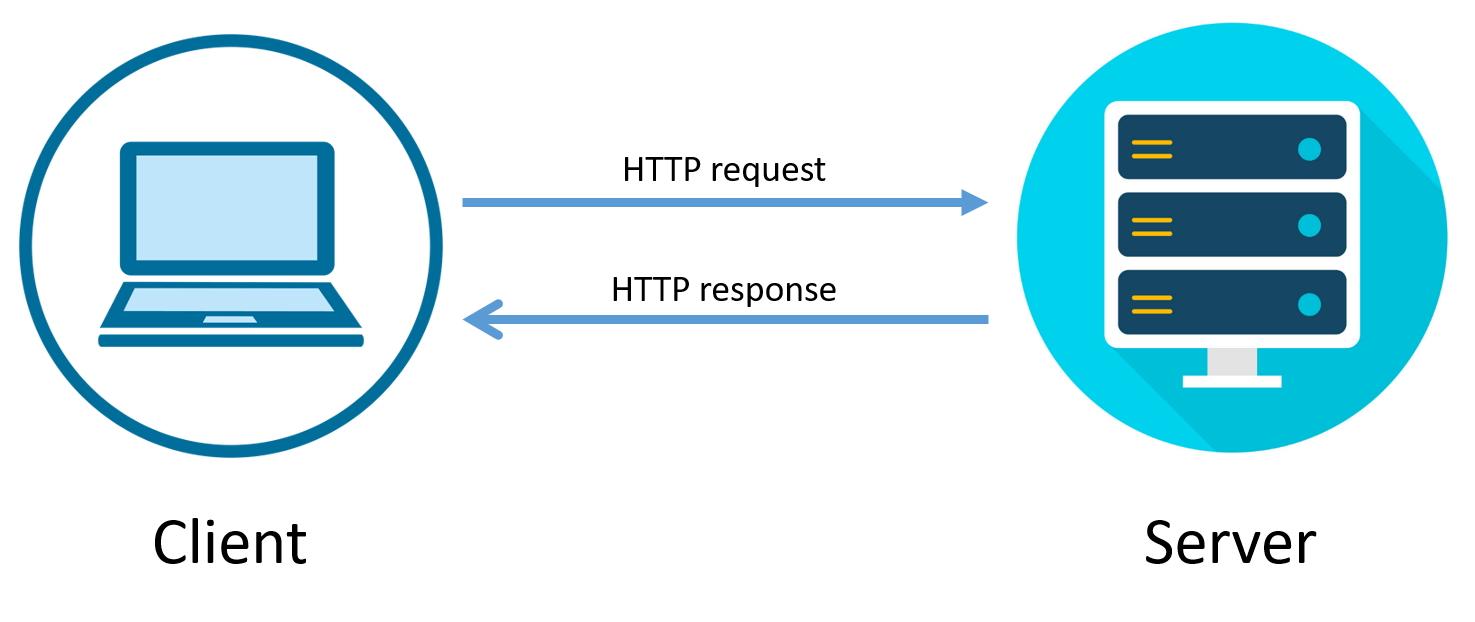 HTTP request
HTTP response
Client
Server